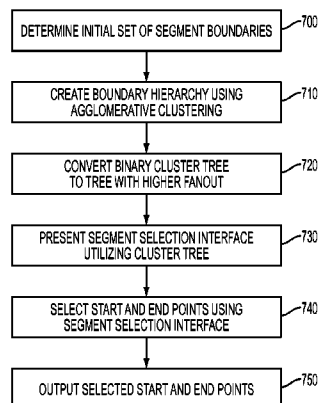 DETERMINE INITIAL SET OF SEGMENT BOUNDARIES
700
CREATE BOUNDARY HIERARCHY USING
AGGLOMERATIVE CLUSTERING
710
CONVERT BINARY CLUSTER TREE
TO TREE WITH HIGHER FANOUT
720
PRESENT SEGMENT SELECTION INTERFACE
UTILIZING CLUSTER TREE
730
SELECT START AND END POINTS USING
SEGMENT SELECTION INTERFACE
740
OUTPUT SELECTED START AND END POINTS
750